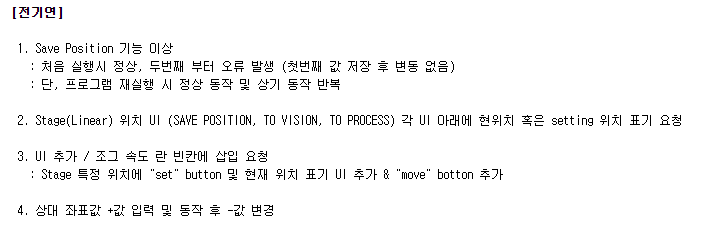 [전기연]
1. Save Position 기능 이상
: 처음 실행시 정상, 두번째 부터 오류 발생 (첫번째 값 저장 후 변동 없음)
: 단, 프로그램 재실행 시 정상 동작 및 상기 동작 반복
2. Stage(Linear) 위치 UI (SAVE POSITION, TO VISION, TO PROCESS) 각 UI 아래에 현위치 혹은 setting 위치 표기 요청
3. UI 추가 / 조그 속도 란 빈칸에 삽입 요청
: Stage 특정 위치에 "set" button 및 현재 위치 표기 UI 추가 & "move" botton 추가
4. 상대 좌표값 +값 입력 및 동작 후 -값 변경